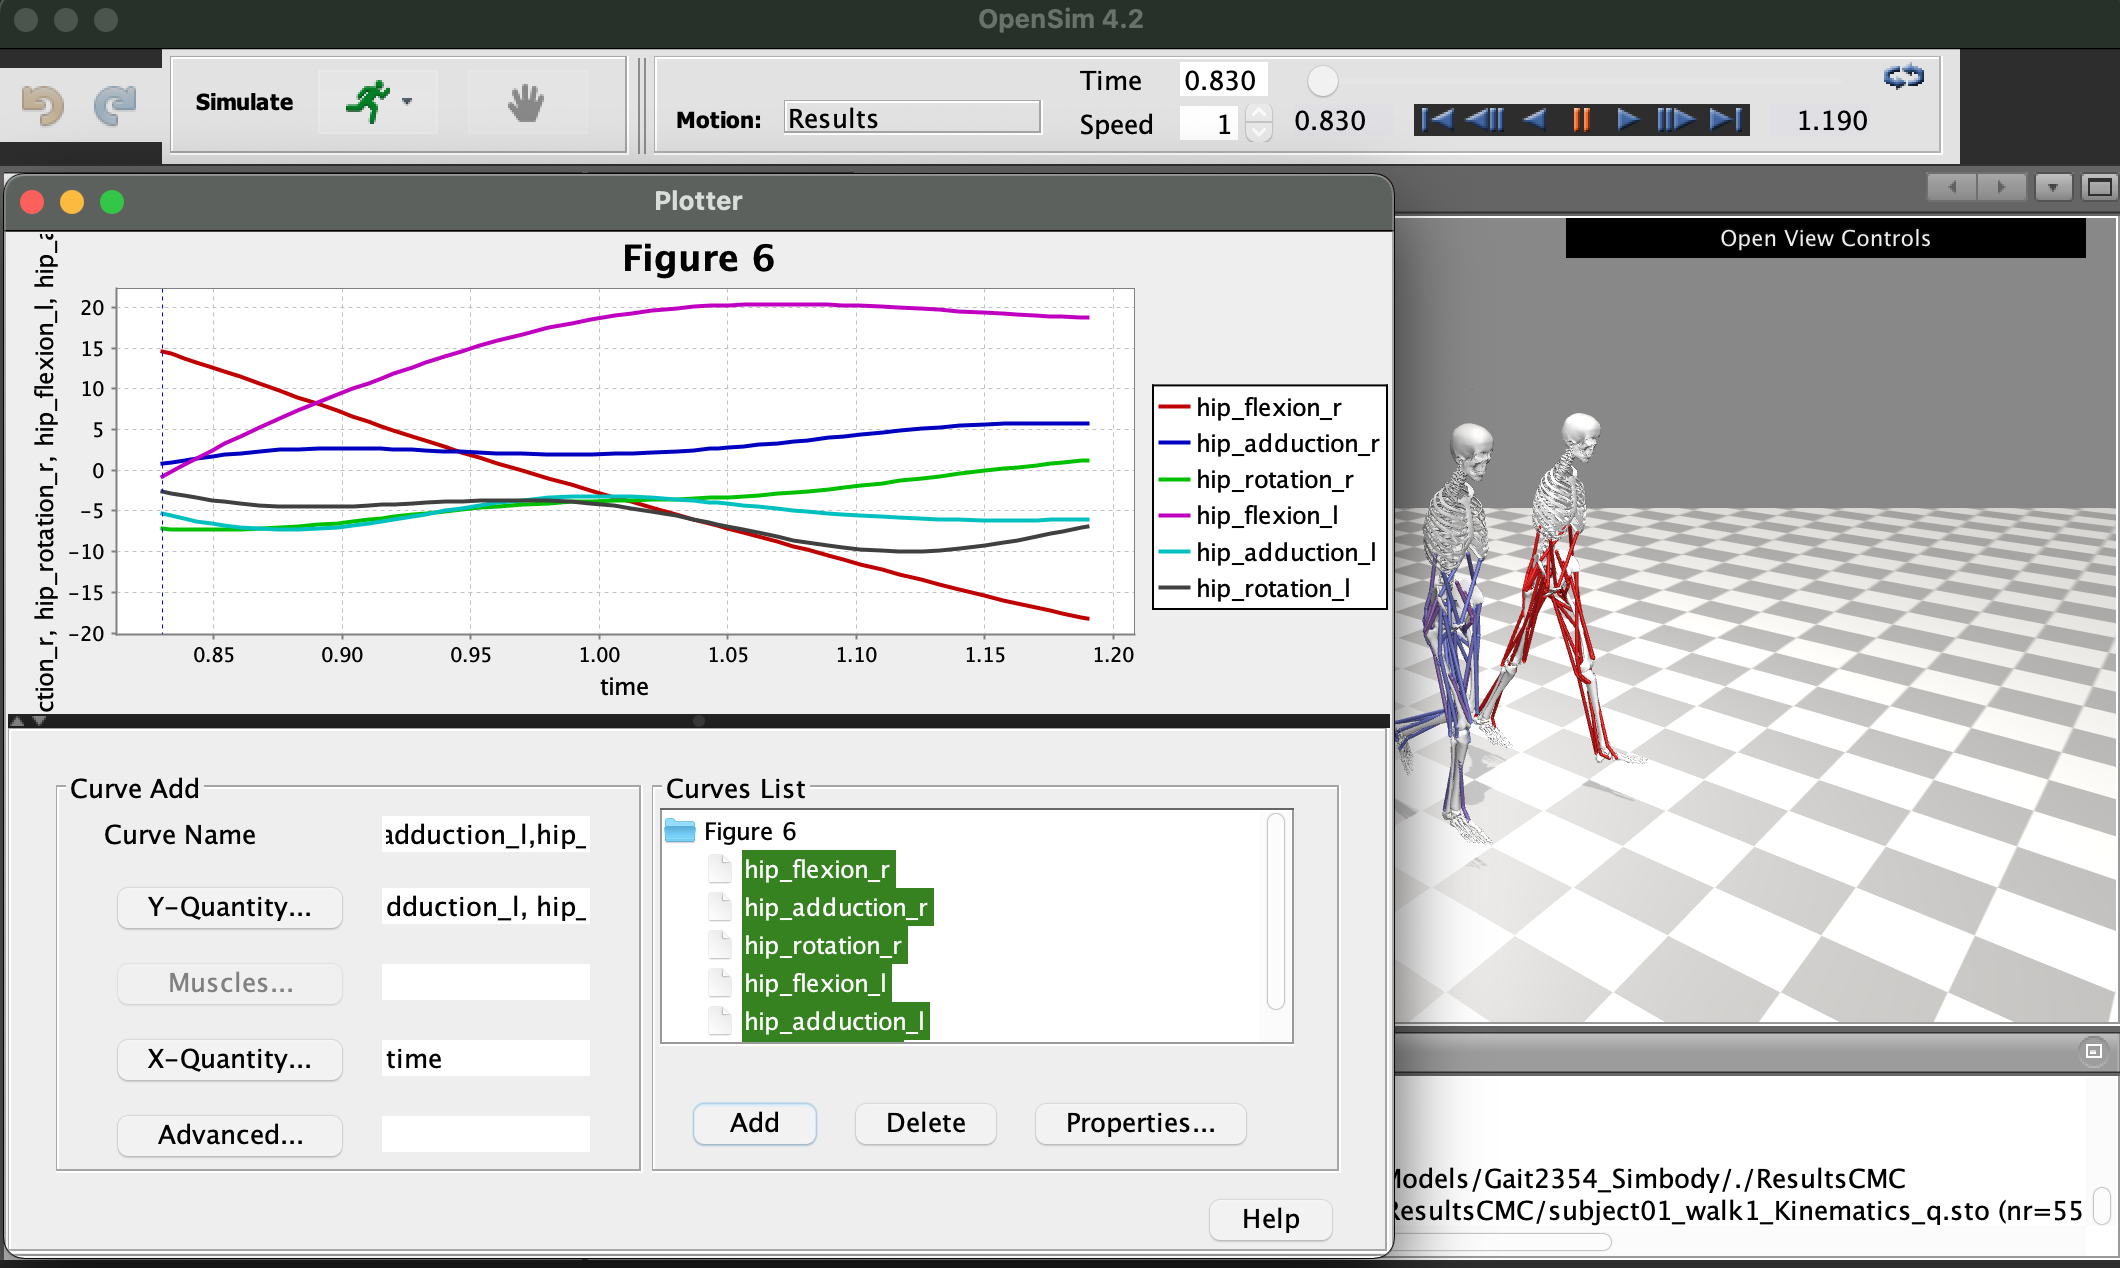 OpenSim 4.2
Simulate
Motion:
Results
Time
0.830
Speed
1
0.830
1.190
Plotter
Open View Controls
Figure 6
ction_r, hip_rotation_r, hip_flexion_l, hip_a
20
15
10
5
0
-5
-10
-15
-20
0.85
0.90
0.95
1.00
1.05
1.10
1.15
1.20
time
hip_flexion_r
hip_adduction_r
hip_rotation_r
hip_flexion_l
hip_adduction_l
hip_rotation_l
Curve Add
Curve Name
adduction_l,hip_
Y-Quantity...
dduction_l, hip_
Muscles...
X-Quantity...
time
Advanced...
Curves List
Figure 6
hip_flexion_r
hip_adduction_r
hip_rotation_r
hip_flexion_l
hip_adduction_l
Add
Delete
Properties...
Help
Models/Gait2354_Simbody/./ResultsCMC
ResultsCMC/subject01_walk1_Kinematics_q.sto (nr=55